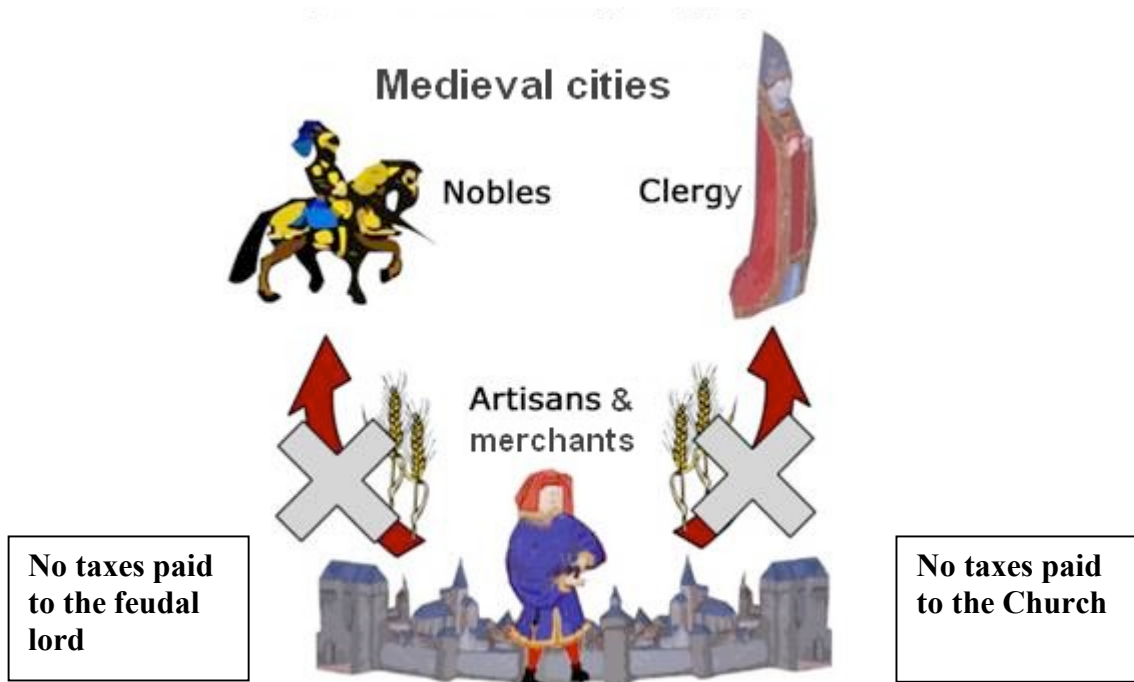 Medieval cities
Nobles
Clergy
Artisans &
merchants
No taxes paid
to the feudal
lord
No taxes paid
to the Church